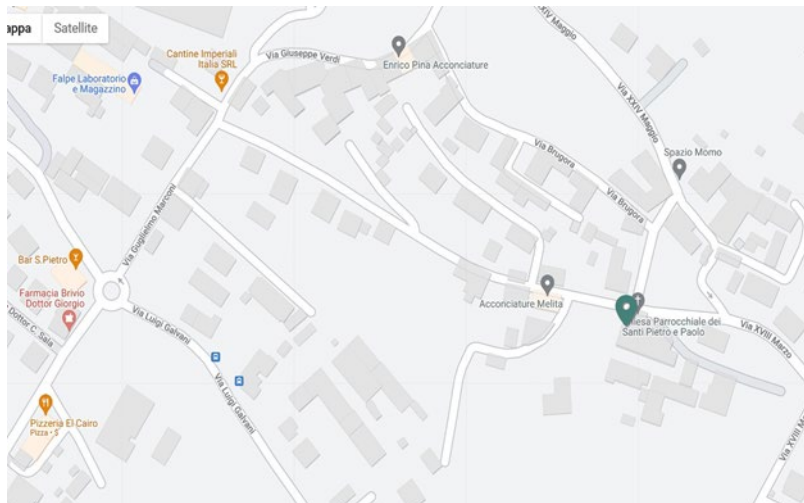 appa
Satellite
Cantine Imperiali
Italia SRL
Via Giuseppe Verdi
Enrico Pina Acconciature
Falpe Laboratorio
e Magazzino
XXIV Maggio
Via XXIV Maggio
Spazio Momo
Via Brugora
Via Brugora
Via Guglielmo Marconi
Bar S.Pietro
Farmacia Brivio
Dottor Giorgio
Dottor C. Sala
Via Luigi Galvani
Via Luigi Galvani
Acconciature Melita
iesa Parrocchiale dei
Santi Pietro e Paolo
Via XVIII Marzo
Via XVIII M
Pizzeria El Cairo
Pizza • $